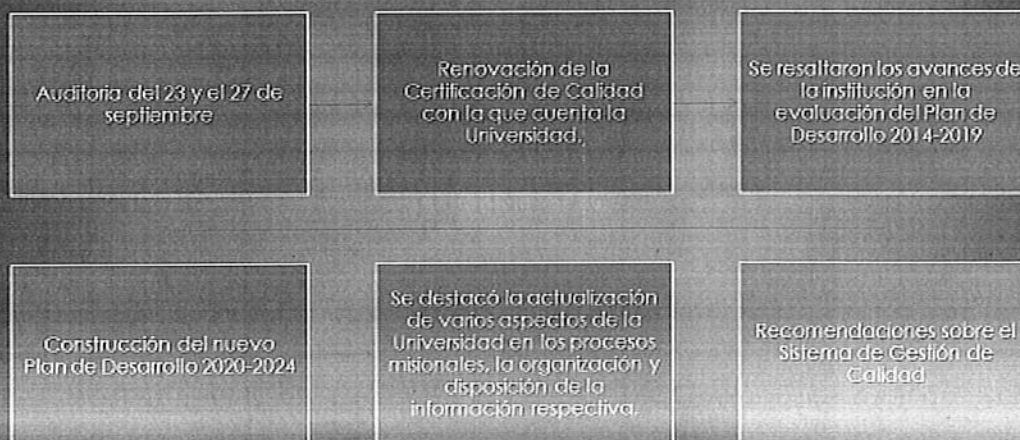 Auditoria del 23 y el 27 de
septiembre
Renovación de la
Certificación de Calidad
con la que cuenta la
Universidad.,
Se resaltaron los avances de
la institución en la
evaluación del Plan de
Desarrollo 2014-2019
Construcción del nuevo
Plan de Desarrollo 2020-2024
Se destacó la actualización
de varios aspectos de la
Universidad en los procesos
misionales, la organización y
disposición de la
información respectiva.
Recomendaciones sobre el
Sistema de Gestión de
Calidad